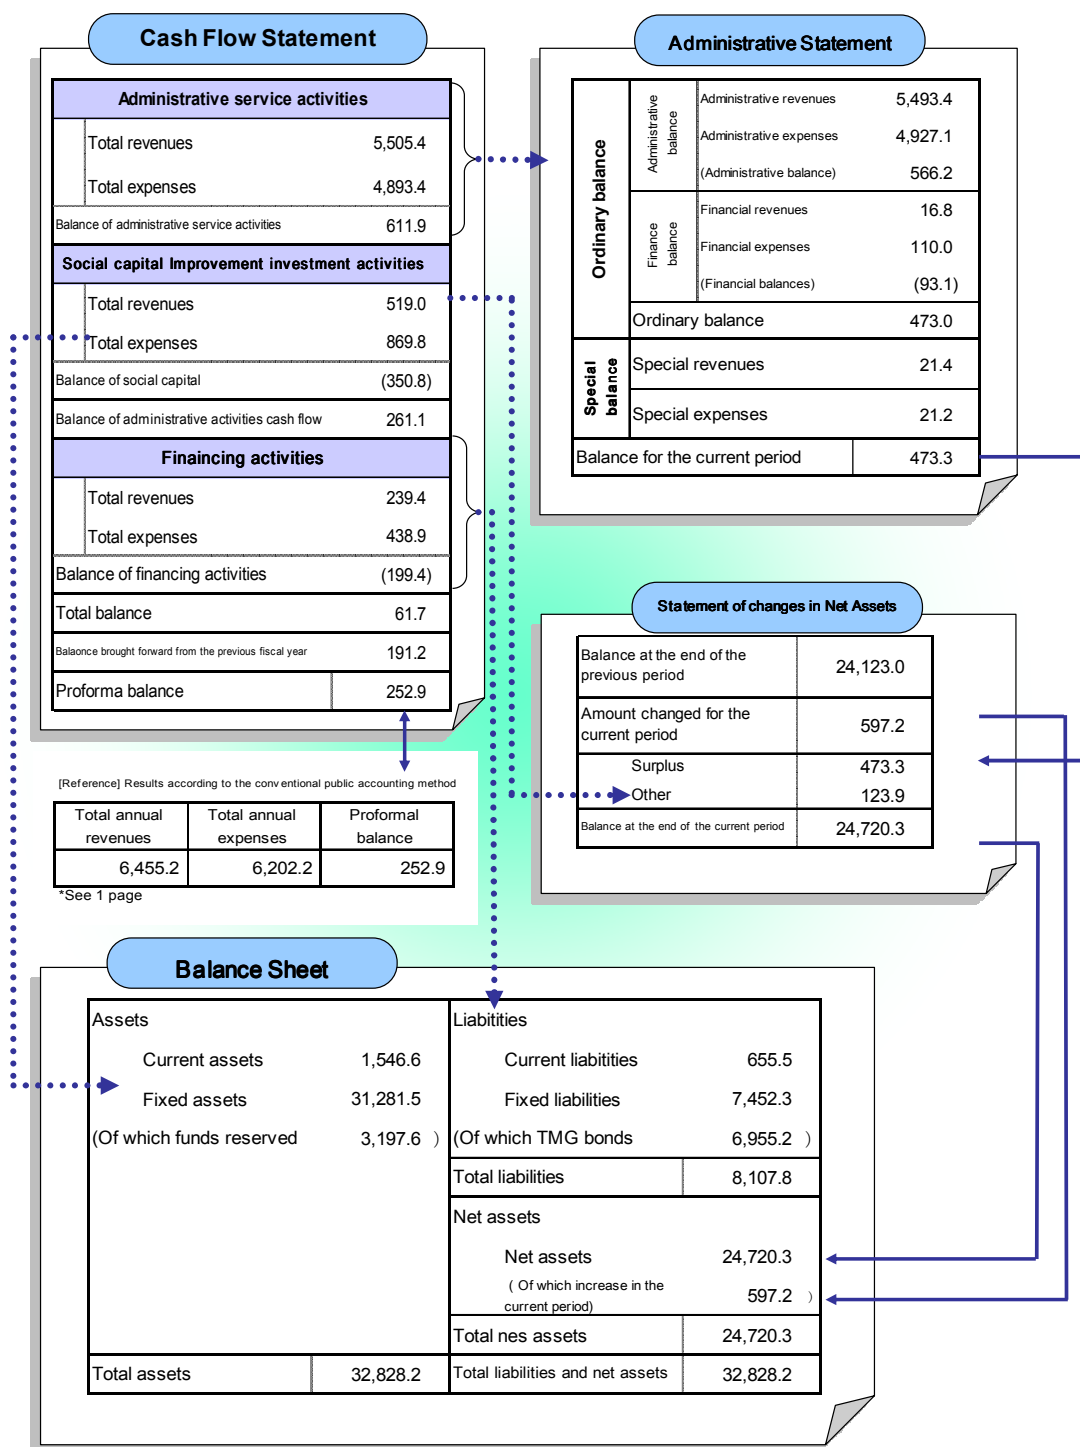 Cash Flow Statement
Administrative service activities
Total revenues 5,505.4
Total expenses 4,893.4
Balance of administrative service activities 611.9
Social capital Improvement investment activities
Total revenues 519.0
Total expenses 869.8
Balance of social capital (350.8)
Balance of administrative activities cash flow 261.1
Finaincing activities
Total revenues 239.4
Total expenses 438.9
Balance of financing activities (199.4)
Total balance 61.7
Balaonce brought forward from the previous fiscal year 191.2
Proforma balance 252.9
[Reference] Results according to the conventional public accounting method
Total annual revenues Total annual expenses Proformal balance
6,455.2 6,202.2 252.9
*See 1 page
Administrative Statement
Ordinary balance
Administrative balance
Administrative revenues 5,493.4
Administrative expenses 4,927.1
(Administrative balance) 566.2
Finance balance
Financial revenues 16.8
Financial expenses 110.0
(Financial balances) (93.1)
Ordinary balance 473.0
Special balance
Special revenues 21.4
Special expenses 21.2
Balance for the current period 473.3
Statement of changes in Net Assets
Balance at the end of the previous period 24,123.0
Amount changed for the current period 597.2
Surplus 473.3
Other 123.9
Balance at the end of the current period 24,720.3
Balance Sheet
Assets
Current assets 1,546.6
Fixed assets 31,281.5
(Of which funds reserved 3,197.6 )
Total assets 32,828.2
Liabitities
Current liabitities 655.5
Fixed liabilities 7,452.3
(Of which TMG bonds 6,955.2 )
Total liabilities 8,107.8
Net assets
Net assets 24,720.3
( Of which increase in the current period) 597.2 )
Total nes assets 24,720.3
Total liabilities and net assets 32,828.2